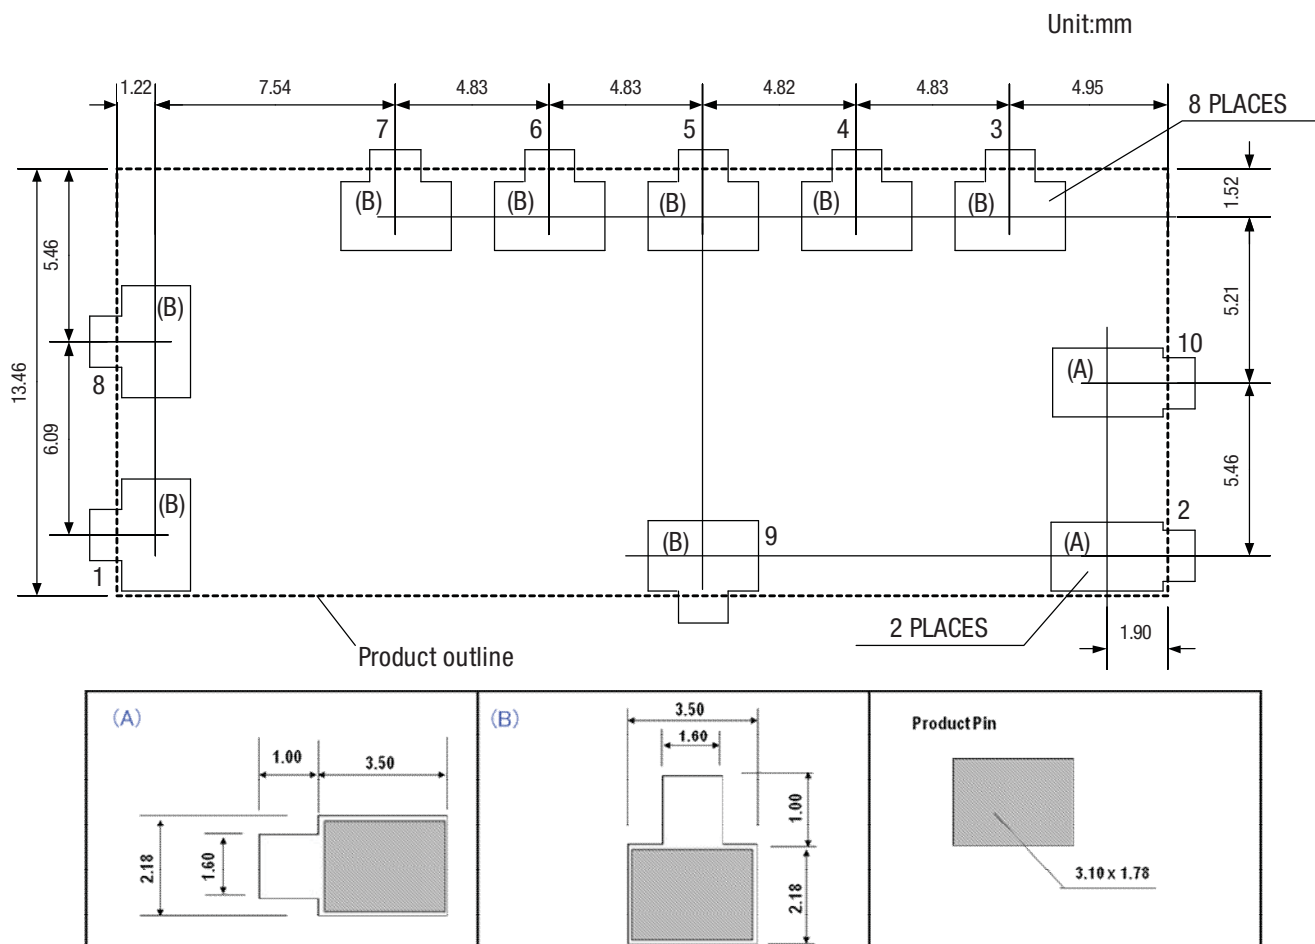 Unit:mm
1.22
7.54
4.83
4.83
4.82
4.83
4.95
8 PLACES
7
6
5
4
3
(B)
(B)
(B)
(B)
(B)
1.52
5.46
5.21
13.46
(B)
8
10
(A)
6.09
5.46
(B)
1
(B)
9
(A)
2
2 PLACES
1.90
Product outline
(A)
1.00
3.50
2.18
1.60
(B)
3.50
1.60
1.00
2.18
Product Pin
3.10 x 1.78